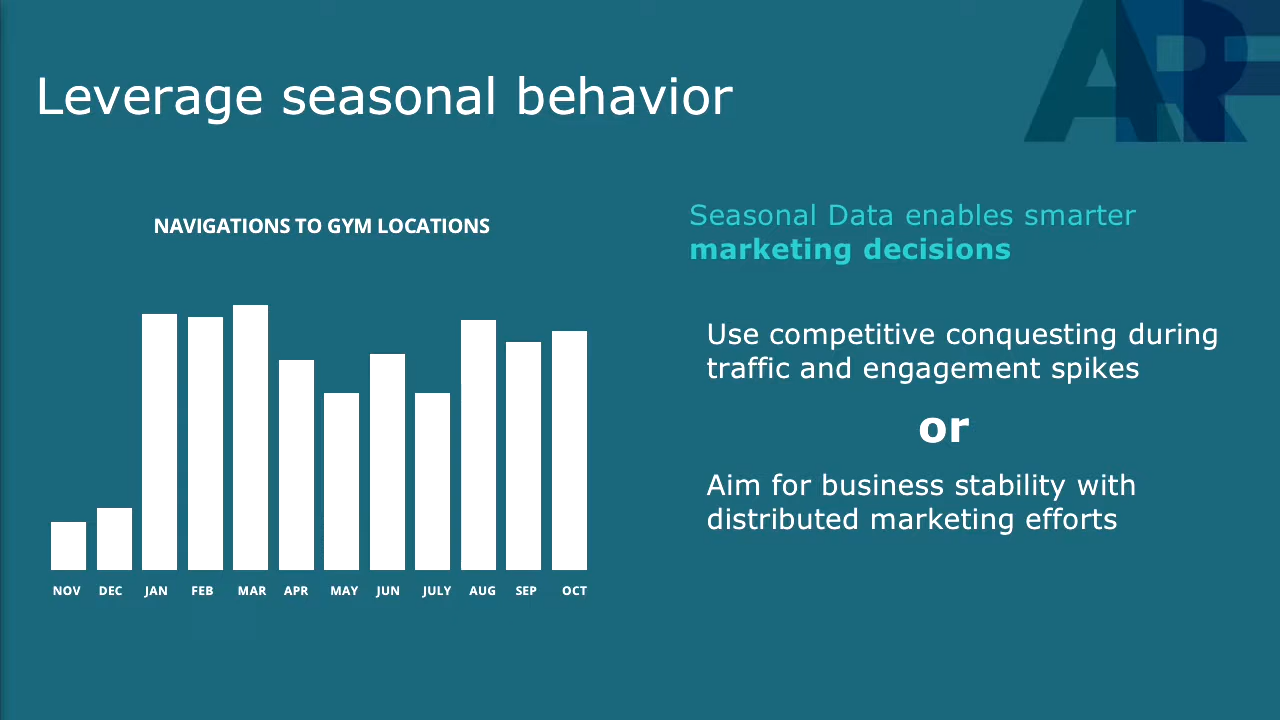 ARF
Leverage seasonal behavior
NAVIGATIONS TO GYM LOCATIONS
NOV DEC JAN FEB MAR APR MAY JUN JULY AUG SEP OCT
Seasonal Data enables smarter
marketing decisions
Use competitive conquesting during
traffic and engagement spikes
or
Aim for business stability with
distributed marketing efforts